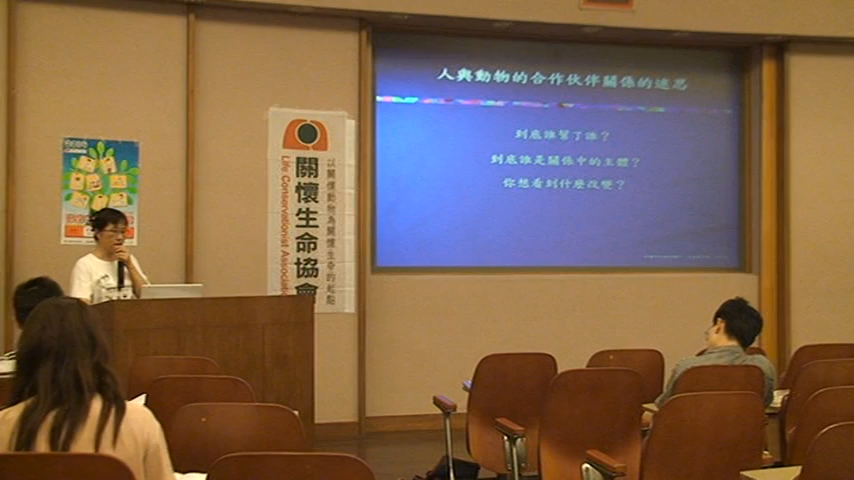 人與動物的合作伙伴關係的迷思
到底誰幫了誰？
到底誰是關係中的主體？
你想看到什麼改變？
關懷生命協會
Life Conservationist Association
以關懷動物為關懷生命的起點